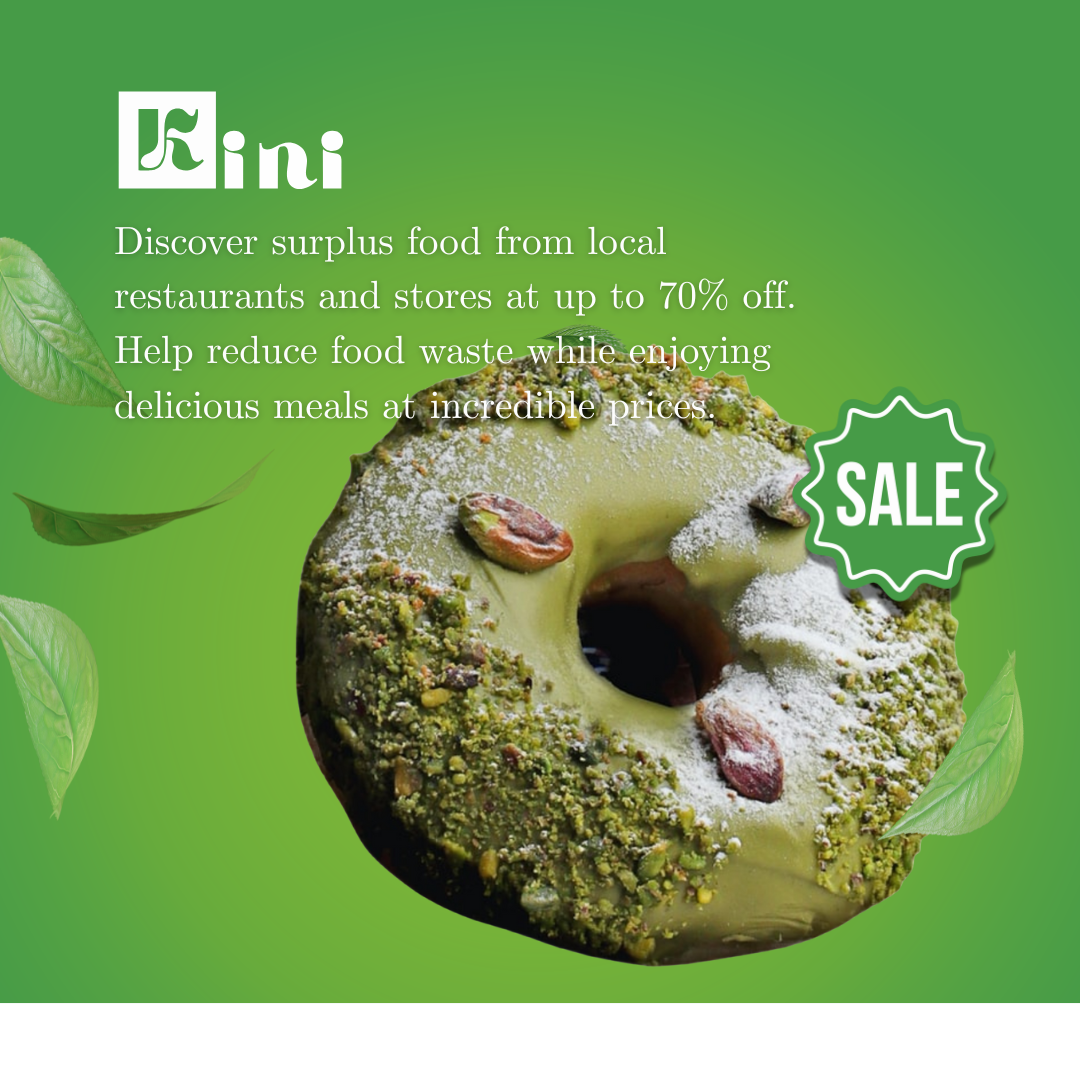 Kini
Discover surplus food from local
restaurants and stores at up to 70% off.
Help reduce food waste while enjoying
delicious meals at incredible prices.
SALE